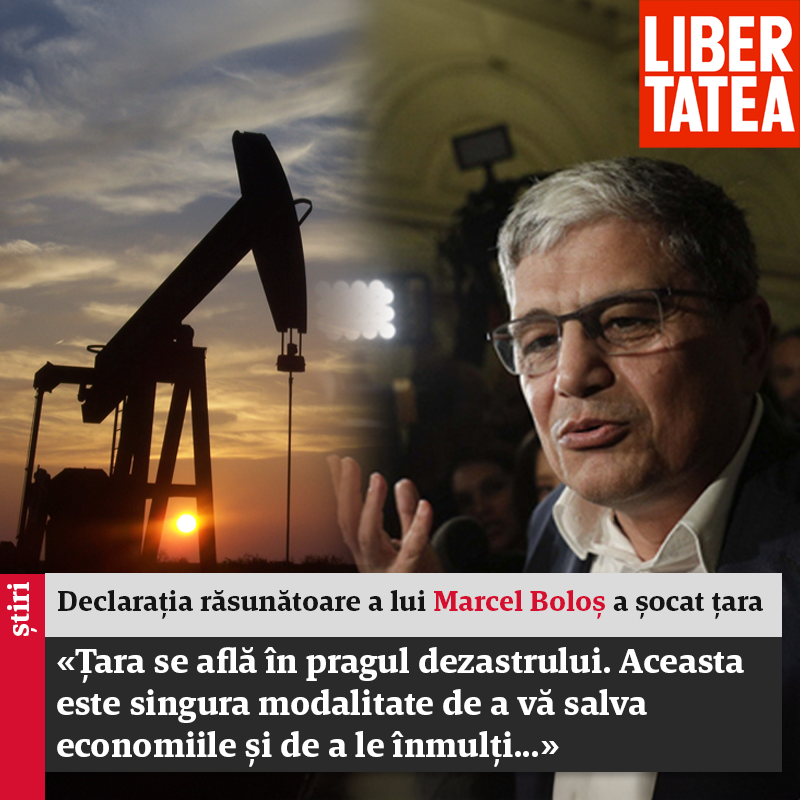 LIBER
TATEA
știri
Declarația răsunătoare a lui Marcel Boloș a șocat țara
«Țara se află în pragul dezastrului. Aceasta
este singura modalitate de a vă salva
economiile și de a le înmulți...»